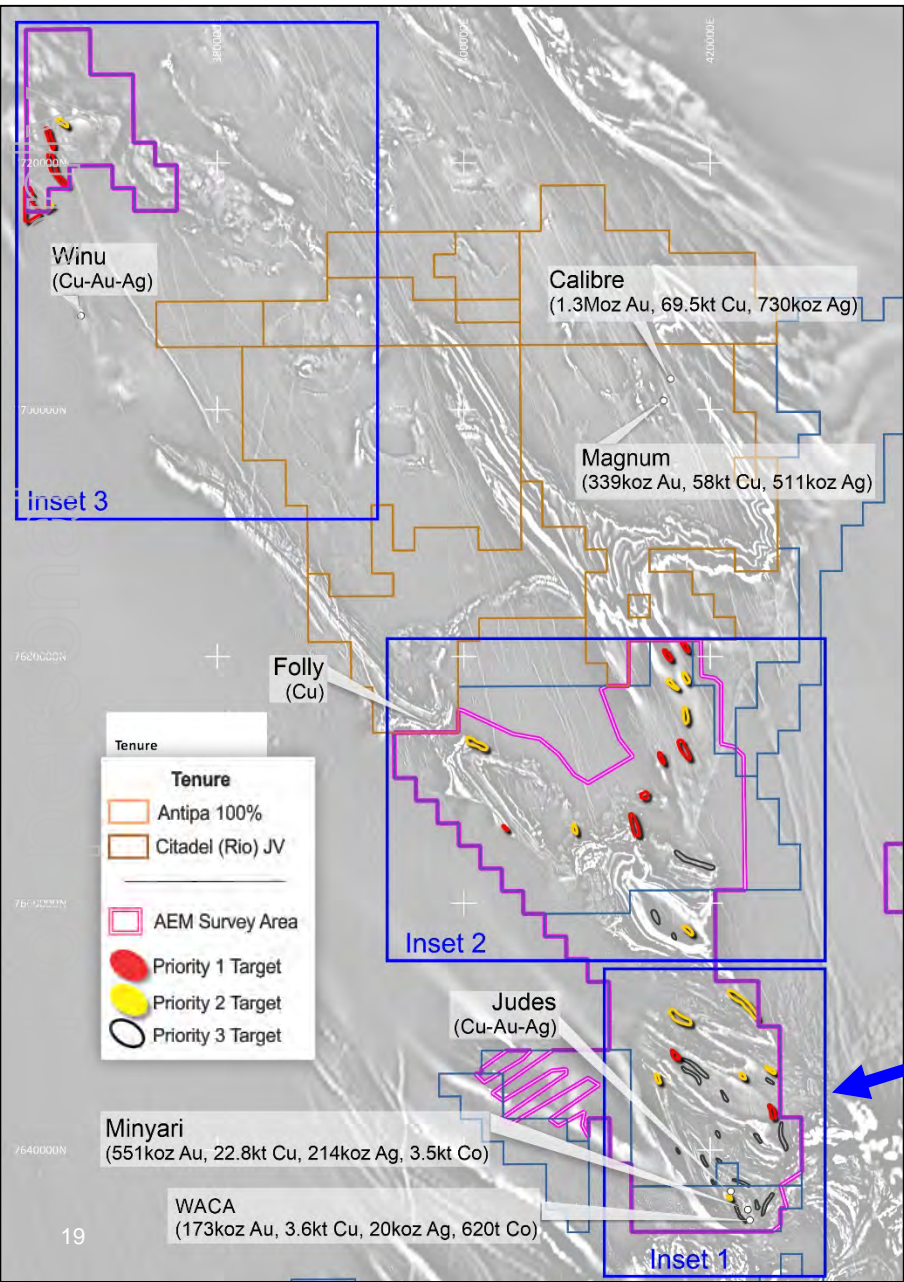 380000E
400000E
420000E
Winu
(Cu-Au-Ag)
Calibre
(1.3Moz Au, 69.5kt Cu, 730koz Ag)
Magnum
(339koz Au, 58kt Cu, 511koz Ag)
Inset 3
Folly
(Cu)
Tenure
Tenure
Antipa 100%
Citadel (Rio) JV
AEM Survey Area
Priority 1 Target
Priority 2 Target
Priority 3 Target
Inset 2
Judes
(Cu-Au-Ag)
Minyari
(551koz Au, 22.8kt Cu, 214koz Ag, 3.5kt Co)
7640000N
WACA
(173koz Au, 3.6kt Cu, 20koz Ag, 620t Co)
19
Inset 1